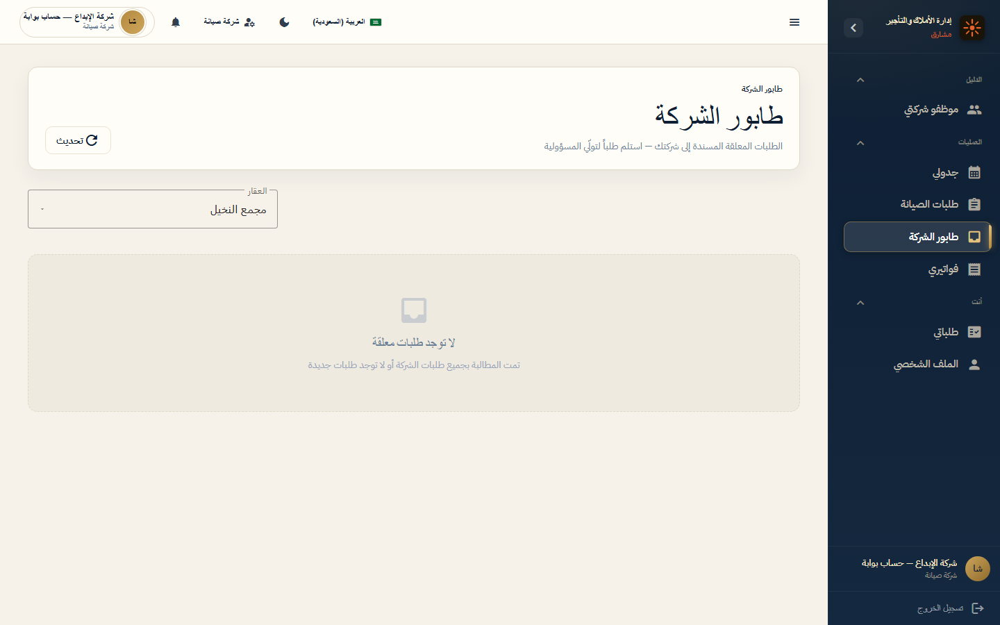 إدارة الأملاك والتأجير
مشارق
الدليل
موظفو شركتي
العمليات
جدولي
طلبات الصيانة
طابور الشركة
فواتيري
أنت
طلباتي
الملف الشخصي
شركة الإبداع — حساب بوابة
شركة صيانة
تسجيل الخروج
العربية (السعودية)
شركة صيانة
شا
شركة الإبداع — حساب بوابة
شركة صيانة
طابور الشركة
طابور الشركة
الطلبات المعلقة المسندة إلى شركتك — استلم طلباً لتولّي المسؤولية
تحديث
العقار
مجمع النخيل
لا توجد طلبات معلقة
تمت المطالبة بجميع طلبات الشركة أو لا توجد طلبات جديدة
شا